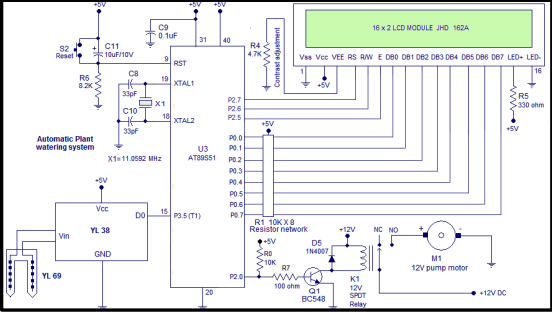 +5V
+5V
+5V
C9
0.1uF
S2
Reset
C11
10uF/10V
31
40
9
RST
R6
8.2K
C8
33pF
19
XTAL1
X1
C10
33pF
18
XTAL2
Automatic Plant
watering system
X1=11.0592 MHz
U3
AT89S51
P2.7
P2.6
P2.5
P0.0
P0.1
P0.2
P0.3
P0.4
P0.5
P0.6
P0.7
R4
4.7K
Contrast adjustment
16 x 2 LCD MODULE JHD 162A
Vss Vcc VEE RS R/W E DB0 DB1 DB2 DB3 DB4 DB5 DB6 DB7 LED+ LED-
1
+5V
16
R5
330 ohm
+5V
+5V
R1 10K X 8
Resistor network
+5V
Vcc
YL 38
Vin
D0
15
P3.5 (T1)
GND
YL 69
+5V
R8
10K
P2.0
20
R7
100 ohm
Q1
BC548
D5
1N4007
+12V
K1
12V
SPDT
Relay
NC
NO
+
-
M1
12V pump motor
+12V DC